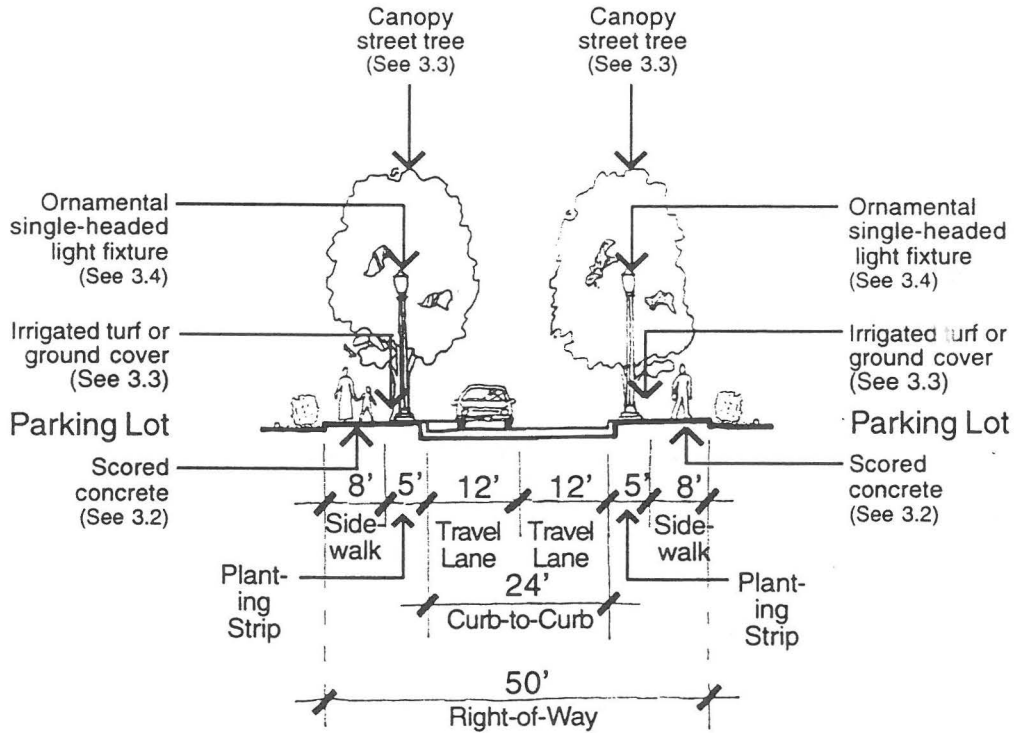 Canopy
street tree
(See 3.3)
Canopy
street tree
(See 3.3)
Ornamental
single-headed
light fixture
(See 3.4)
Ornamental
single-headed
light fixture
(See 3.4)
Irrigated turf or
ground cover
(See 3.3)
Irrigated turf or
ground cover
(See 3.3)
Parking Lot
Parking Lot
Scored
concrete
(See 3.2)
Scored
concrete
(See 3.2)
8' 5' 12' 12' 5' 8'
Side-
walk
Travel
Lane
Travel
Lane
Side-
walk
Plant-
ing
Strip
Plant-
ing
Strip
24'
Curb-to-Curb
50'
Right-of-Way